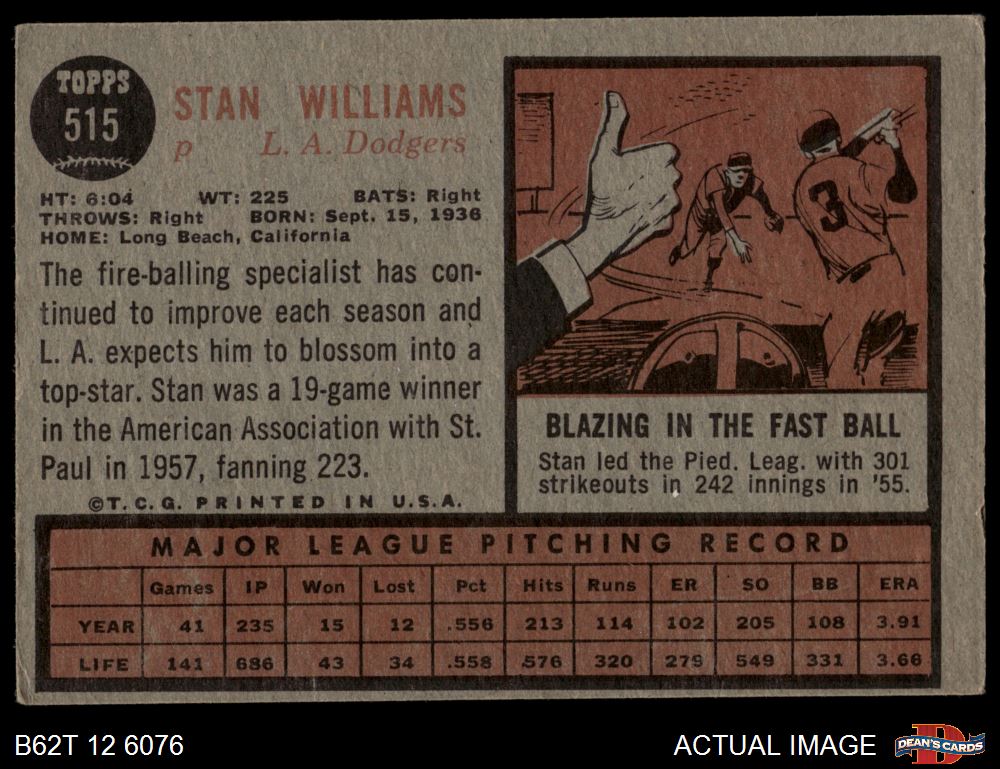 TOPPS
515
STAN WILLIAMS
p L. A. Dodgers
HT: 6:04 WT: 225 BATS: Right
THROWS: Right BORN: Sept. 15, 1936
HOME: Long Beach, California
The fire-balling specialist has con-
tinued to improve each season and
L. A. expects him to blossom into a
top-star. Stan was a 19-game winner
in the American Association with St.
Paul in 1957, fanning 223.
©T.C.G. PRINTED IN U.S.A.
3
BLAZING IN THE FAST BALL
Stan led the Pied. Leag. with 301
strikeouts in 242 innings in '55.
MAJOR LEAGUE PITCHING RECORD
Games IP Won Lost Pct Hits Runs ER SO BB ERA
YEAR 41 235 15 12 .556 213 114 102 205 108 3.91
LIFE 141 686 43 34 .558 576 320 279 549 331 3.66
B62T 12 6076
ACTUAL IMAGE
D
DEAN'S CARDS